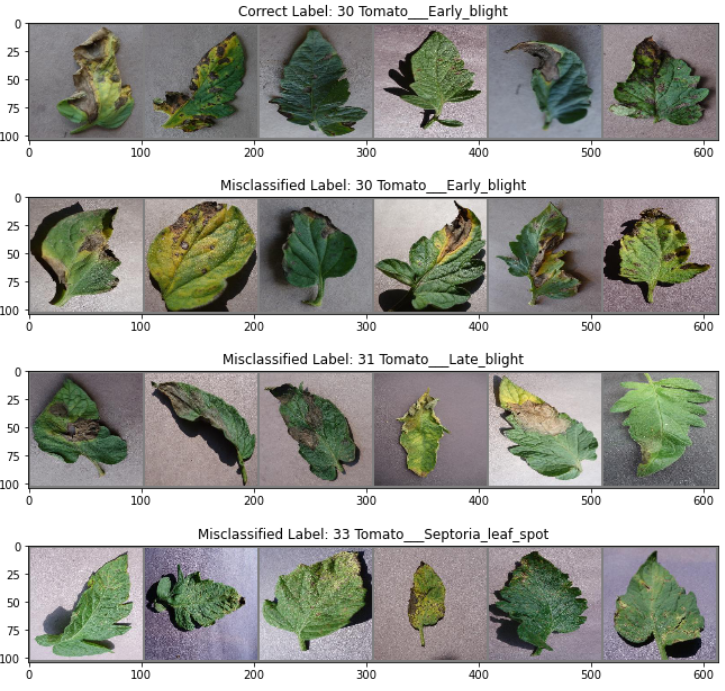 Correct Label: 30 Tomato___Early_blight
0
25
50
75
100
0 100 200 300 400 500 600
Misclassified Label: 30 Tomato___Early_blight
0
25
50
75
100
0 100 200 300 400 500 600
Misclassified Label: 31 Tomato___Late_blight
0
25
50
75
100
0 100 200 300 400 500 600
Misclassified Label: 33 Tomato___Septoria_leaf_spot
0
25
50
75
100
0 100 200 300 400 500 600